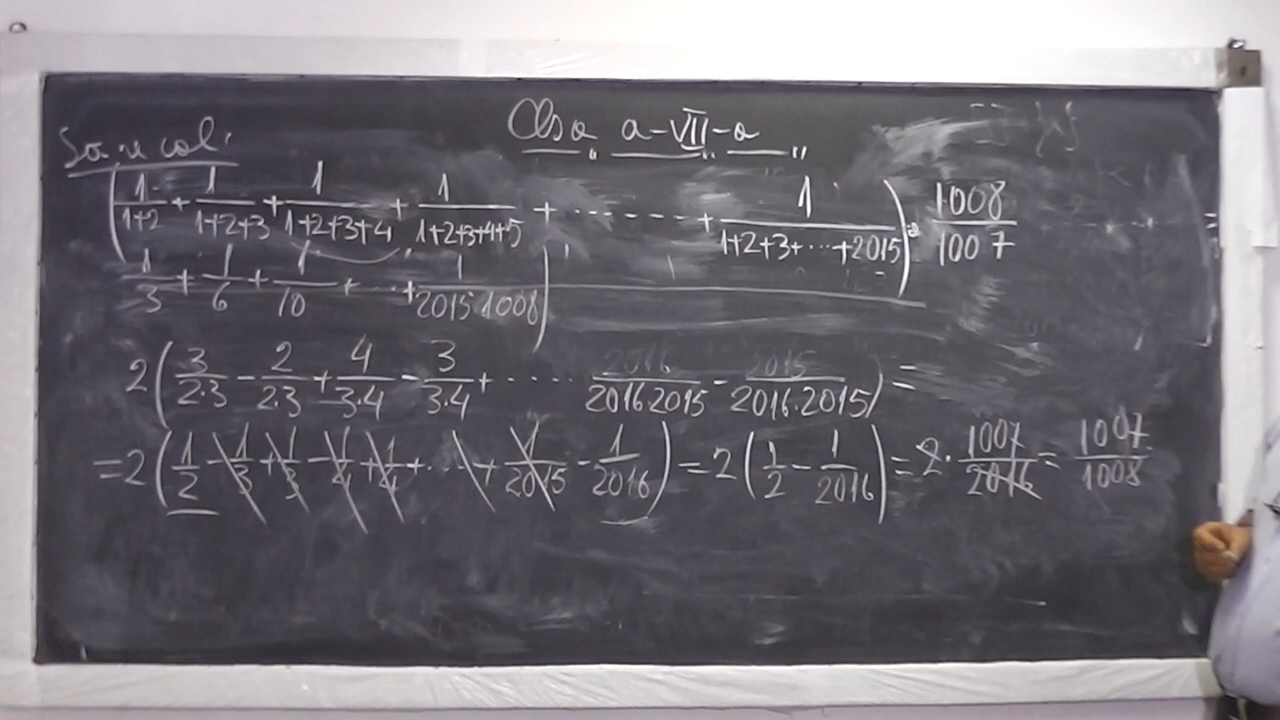 Clsa a-VII-a
Să se cal:
(1/(1+2) + 1/(1+2+3) + 1/(1+2+3+4) + 1/(1+2+3+4+5) + ...... + 1/(1+2+3+...+2015)) · 1008/1007
1/3 + 1/6 + 1/10 + ... + 1/(2015·1008))
2(3/(2·3) - 2/(2·3) + 4/(3·4) - 3/(3·4) + ..... 2016/(2016·2015) - 2015/(2016·2015)) =
=2(1/2 - 1/3 + 1/3 - 1/4 + 1/4 + ... + 1/2015 - 1/2016) = 2(1/2 - 1/2016) = 2·1007/2016 = 1007/1008